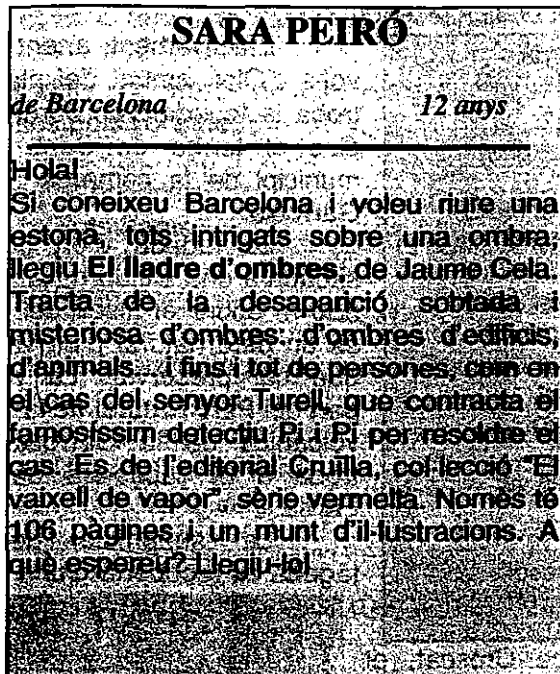 SARA PEIRÓ
de Barcelona 12 anys
Hola!
Si coneixeu Barcelona i voleu riure una
estona, tots intrigats sobre una ombra,
llegiu El lladre d'ombres, de Jaume Cela.
Tracta de la desaparició sobtada i
misteriosa d'ombres: d'ombres d'edificis,
d'animals... i fins i tot de persones, com en
el cas del senyor Turell, que contracta el
famosíssim detectiu Pi i Pi per resoldre el
cas. És de l'editorial Cruïlla, col·lecció "El
vaixell de vapor", sèrie vermella. Només té
106 pàgines i un munt d'il·lustracions. A
què espereu? Llegiu-lo!